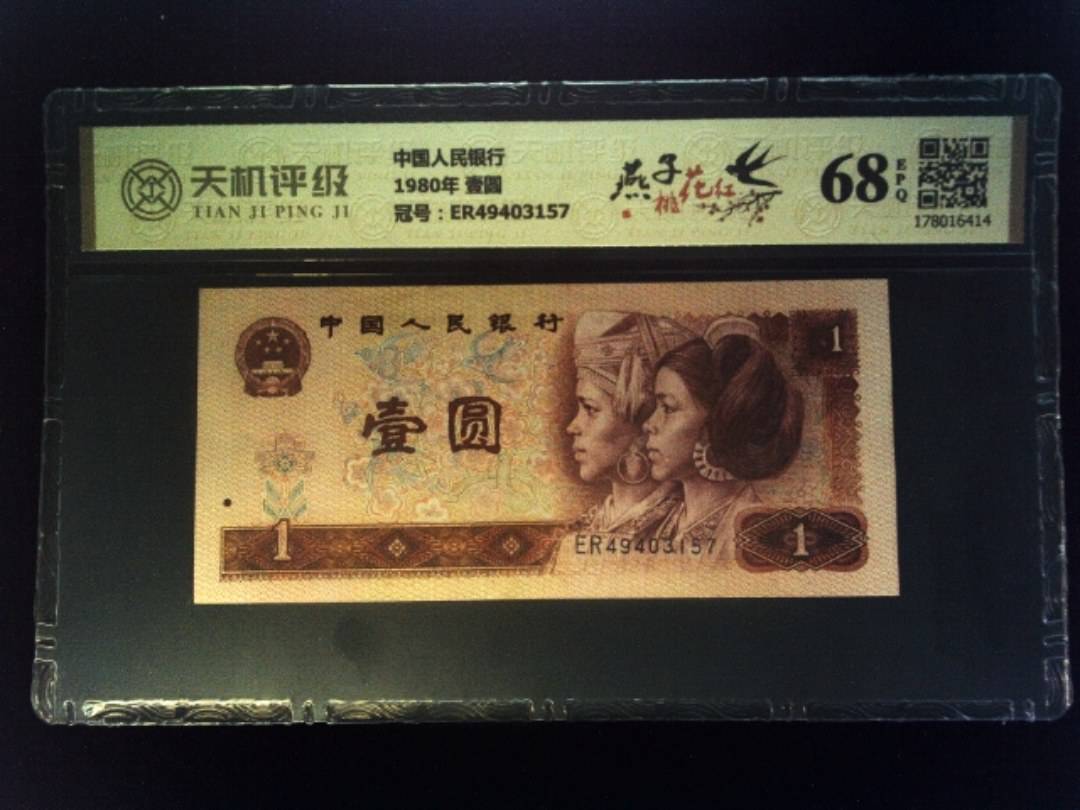 天机评级
TIAN JI PING JI
中国人民银行
1980年 壹圆
冠号：ER49403157
燕子
桃花红
68
EPQ
178016414
中国人民银行
1
壹圆
1
ER49403157
1